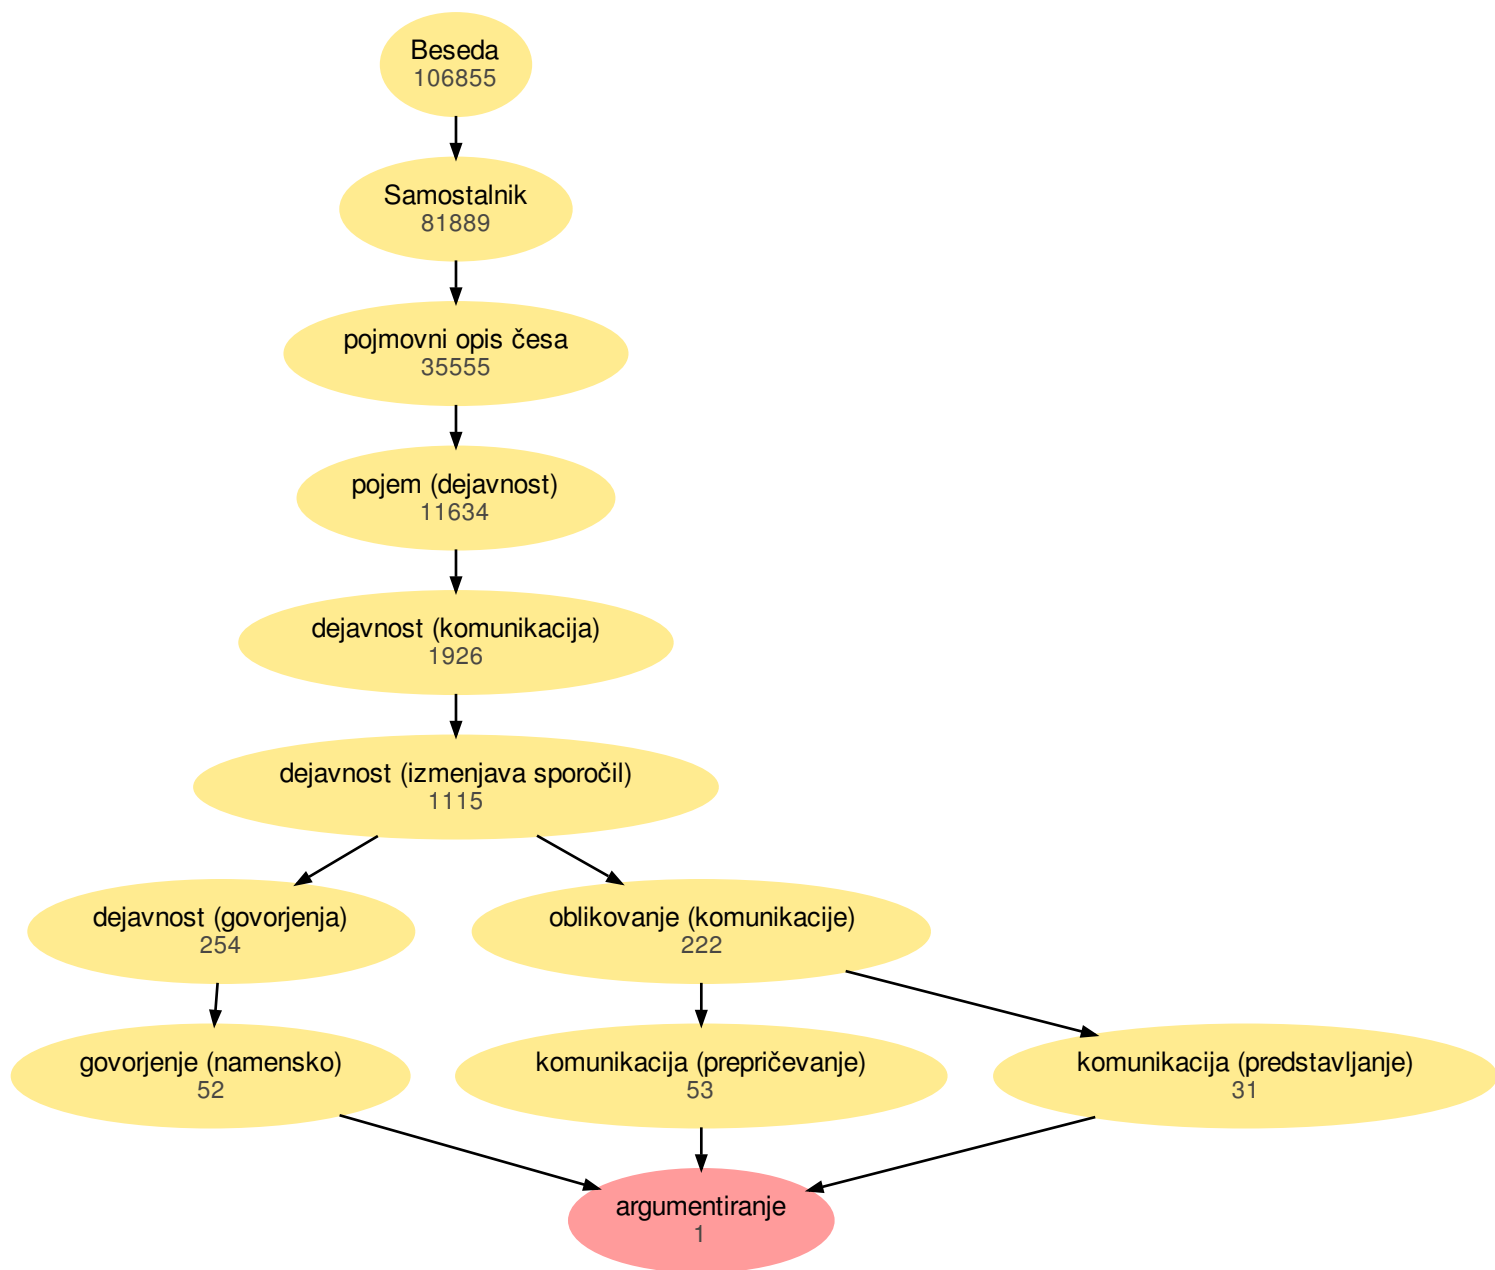 Beseda
106855
Samostalnik
81889
pojmovni opis česa
35555
pojem (dejavnost)
11634
dejavnost (komunikacija)
1926
dejavnost (izmenjava sporočil)
1115
dejavnost (govorjenja)
254
oblikovanje (komunikacije)
222
govorjenje (namensko)
52
komunikacija (prepričevanje)
53
komunikacija (predstavljanje)
31
argumentiranje
1